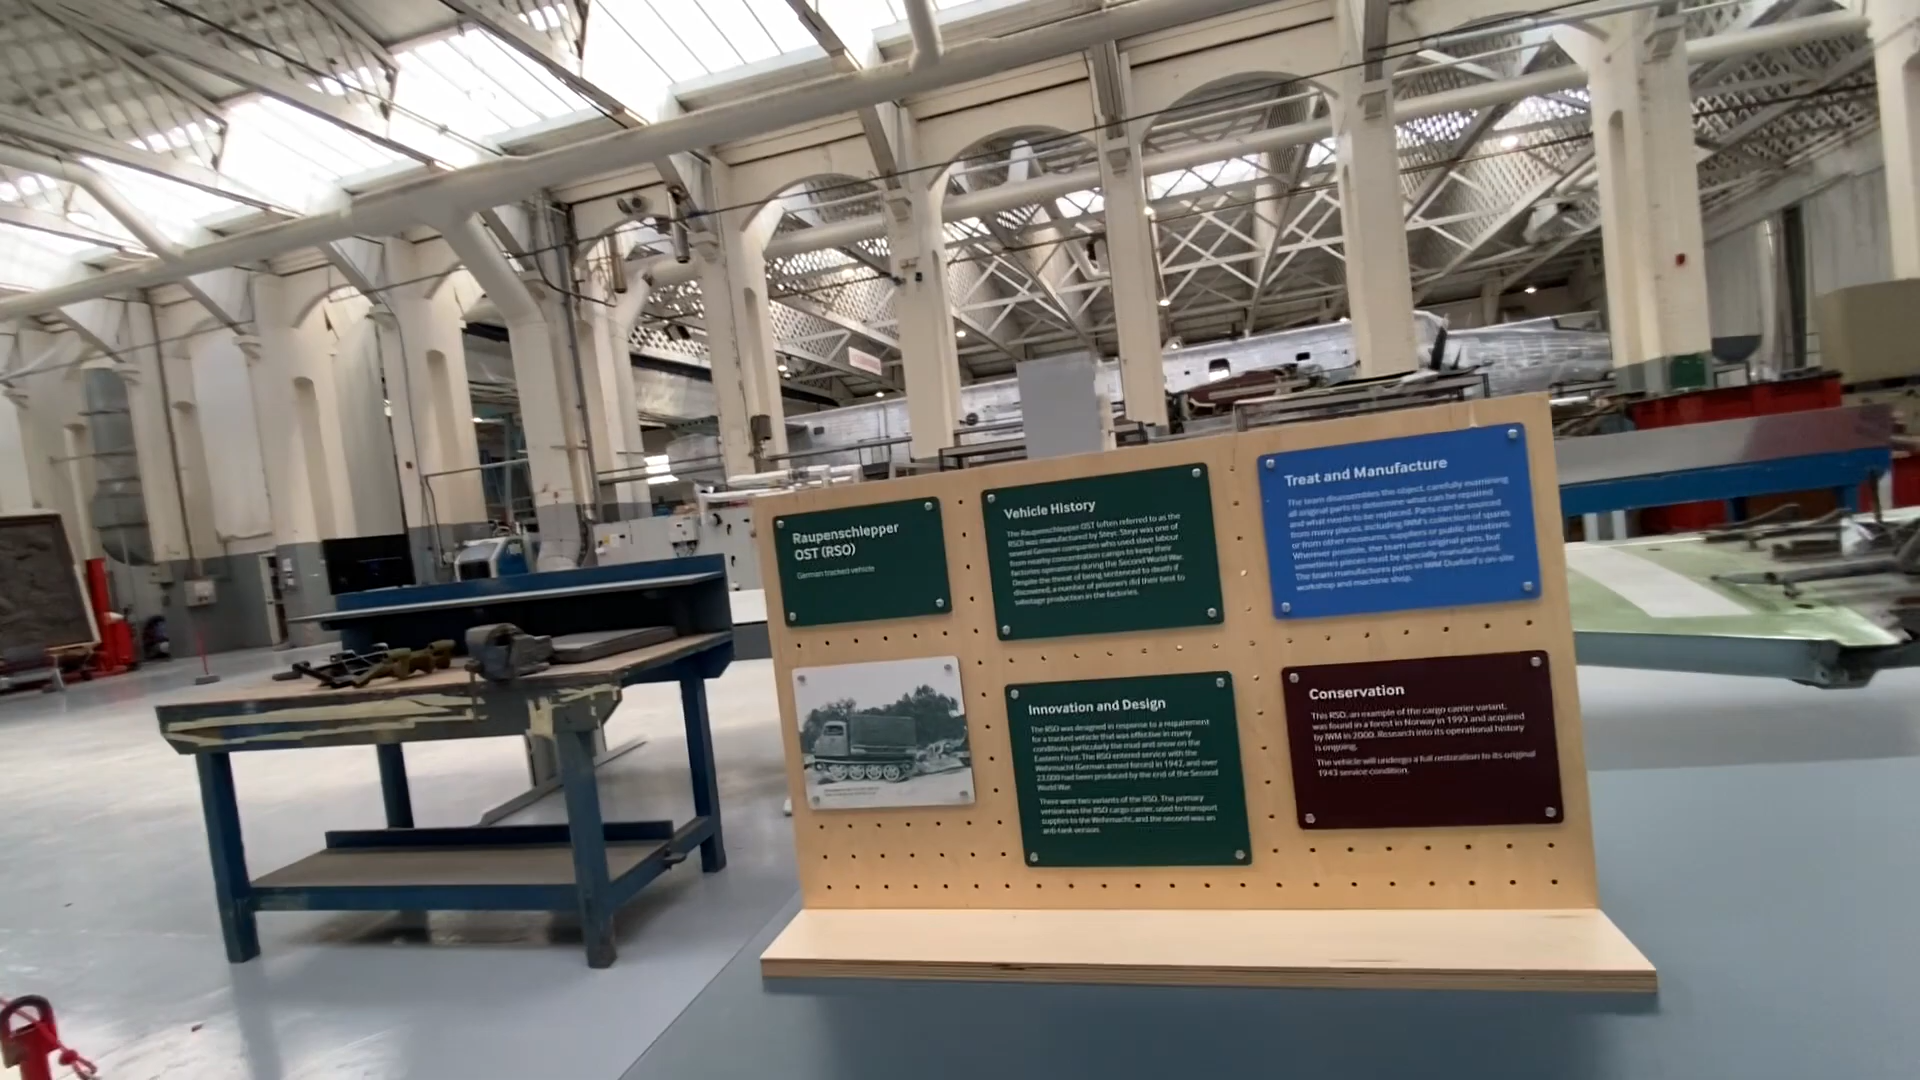 Raupenschlepper
OST (RSO)
German tracked vehicle
Vehicle History
The Raupenschlepper OST (often referred to as the
RSO) was manufactured by Steyr. Steyr was one of
several German companies who used slave labour
from nearby concentration camps to keep their
factories operational during the Second World War.
Despite the threat of being sentenced to death if
discovered, a number of prisoners did their best to
sabotage production in the factories.
Treat and Manufacture
The team disassembles the object, carefully examining
all original parts to determine what can be repaired
and what needs to be replaced. Parts can be sourced
from many places, including IWM's collection of spares
or from other museums, suppliers or public donations.
Wherever possible, the team uses original parts, but
sometimes pieces must be specially manufactured.
The team manufactures parts in IWM Duxford's on-site
workshop and machine shop.
Innovation and Design
The RSO was designed in response to a requirement
for a tracked vehicle that was effective in many
conditions, particularly the mud and snow on the
Eastern Front. The RSO entered service with the
Wehrmacht (German armed forces) in 1942, and over
23,000 had been produced by the end of the Second
World War.
There were two variants of the RSO. The primary
version was the RSO cargo carrier, used to transport
supplies to the Wehrmacht, and the second was an
anti-tank version.
Conservation
This RSO, an example of the cargo carrier variant,
was found in a forest in Norway in 1993 and acquired
by IWM in 2000. Research into its operational history
is ongoing.
The vehicle will undergo a full restoration to its original
1943 service condition.